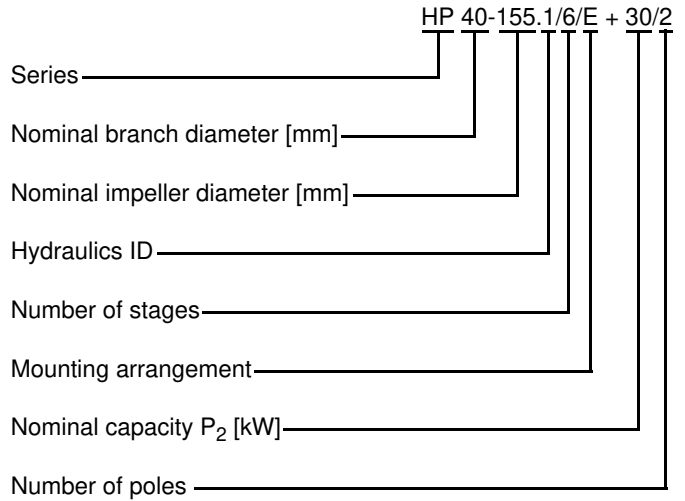 HP 40-155.1/6/E + 30/2
Series
Nominal branch diameter [mm]
Nominal impeller diameter [mm]
Hydraulics ID
Number of stages
Mounting arrangement
Nominal capacity P2 [kW]
Number of poles